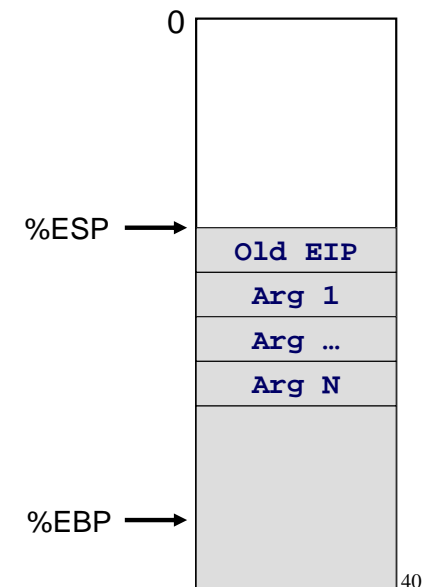 0
%ESP
Old EIP
Arg 1
Arg …
Arg N
%EBP
40